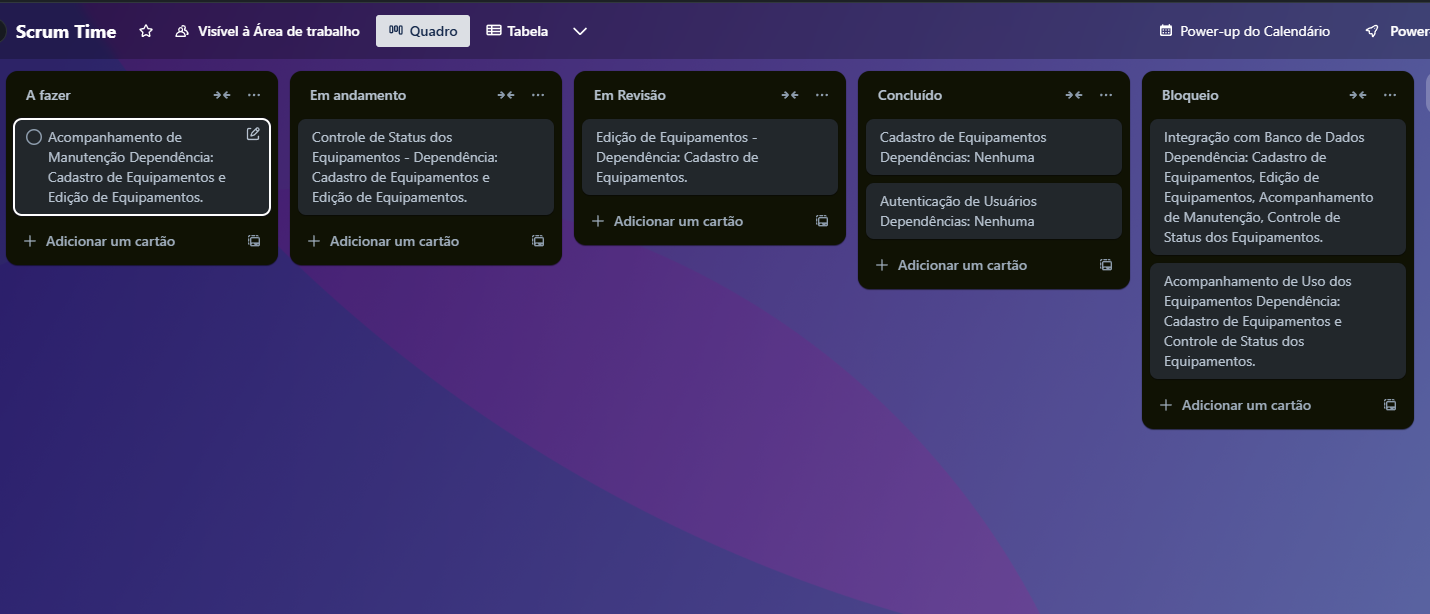 Scrum Time
Visível à Área de trabalho
Quadro
Tabela
Power-up do Calendário
Power-
A fazer
Acompanhamento de
Manutenção Dependência:
Cadastro de Equipamentos e
Edição de Equipamentos.
Adicionar um cartão
Em andamento
Controle de Status dos
Equipamentos - Dependência:
Cadastro de Equipamentos e
Edição de Equipamentos.
Adicionar um cartão
Em Revisão
Edição de Equipamentos -
Dependência: Cadastro de
Equipamentos.
Adicionar um cartão
Concluído
Cadastro de Equipamentos
Dependências: Nenhuma
Autenticação de Usuários
Dependências: Nenhuma
Adicionar um cartão
Bloqueio
Integração com Banco de Dados
Dependência: Cadastro de
Equipamentos, Edição de
Equipamentos, Acompanhamento
de Manutenção, Controle de
Status dos Equipamentos.
Acompanhamento de Uso dos
Equipamentos Dependência:
Cadastro de Equipamentos e
Controle de Status dos
Equipamentos.
Adicionar um cartão